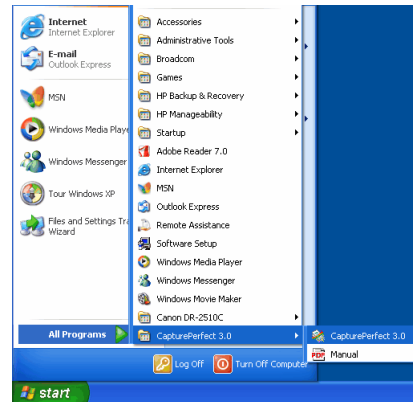 Internet
Internet Explorer
E-mail
Outlook Express
MSN
Windows Media Playe
Windows Messenger
Tour Windows XP
Files and Settings Tra
Wizard
All Programs
Accessories
Administrative Tools
Broadcom
Games
HP Backup & Recovery
HP Manageability
Startup
Adobe Reader 7.0
Internet Explorer
MSN
Outlook Express
Remote Assistance
Software Setup
Windows Media Player
Windows Messenger
Windows Movie Maker
Canon DR-2510C
CapturePerfect 3.0
CapturePerfect 3.0
PDF Manual
Log Off
Turn Off Computer
start